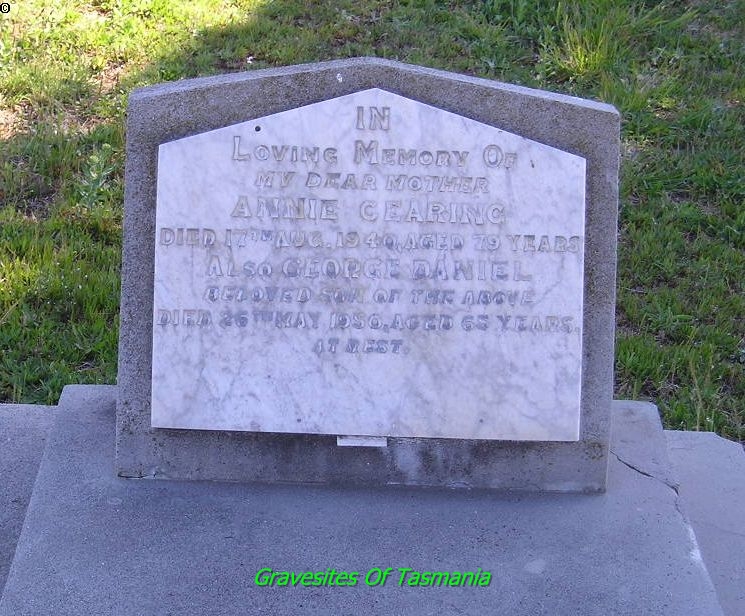 ©
IN
LOVING MEMORY OF
MY DEAR MOTHER
ANNIE GEARING
DIED 17TH AUG. 1940, AGED 79 YEARS
ALSO GEORGE DANIEL
BELOVED SON OF THE ABOVE
DIED 26TH MAY 1950, AGED 65 YEARS.
AT REST.
Gravesites Of Tasmania